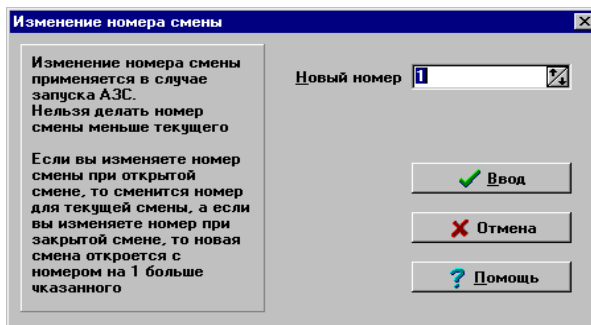 Изменение номера смены
Изменение номера смены
применяется в случае
запуска АЗС.
Нельзя делать номер
смены меньше текущего
Если вы изменяете номер
смены при открытой
смене, то сменится номер
для текущей смены, а если
вы изменяете номер при
закрытой смене, то новая
смена откроется с
номером на 1 больше
указанного
Новый номер 1
Ввод
Отмена
Помощь